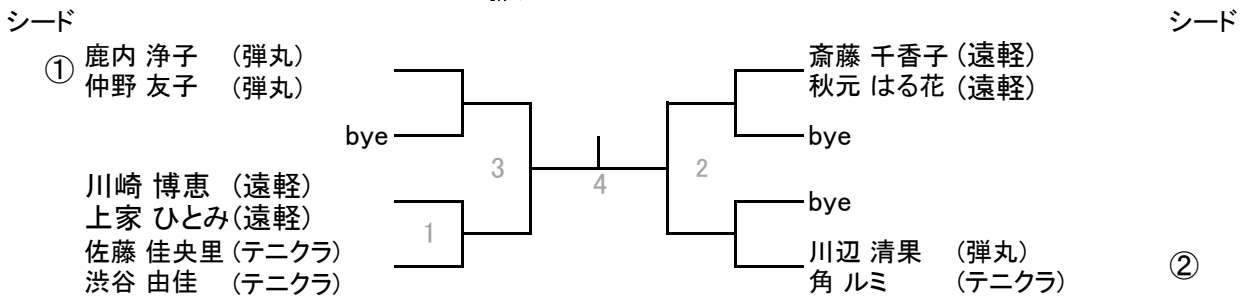 シード
シード
① 鹿内 浄子 (弾丸)
仲野 友子 (弾丸)
斎藤 千香子 (遠軽)
秋元 はる花 (遠軽)
bye
bye
3
2
4
川崎 博恵 (遠軽)
上家 ひとみ (遠軽)
bye
1
佐藤 佳央里 (テニクラ)
渋谷 由佳 (テニクラ)
川辺 清果 (弾丸)
角 ルミ (テニクラ)
②